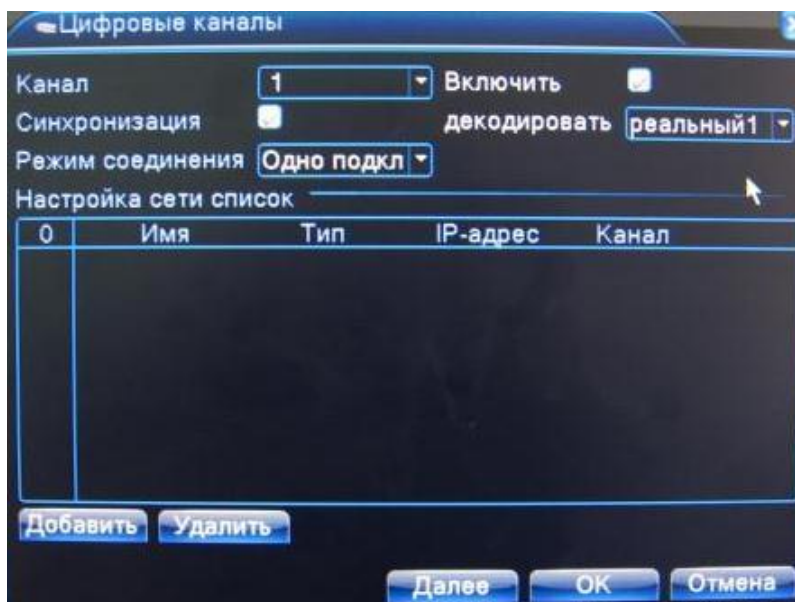 Цифровые каналы
Канал 1 Включить
Синхронизация декодировать реальный1
Режим соединения Одно подкл
Настройка сети список
0 Имя Тип IP-адрес Канал
Добавить Удалить
Далее OK Отмена